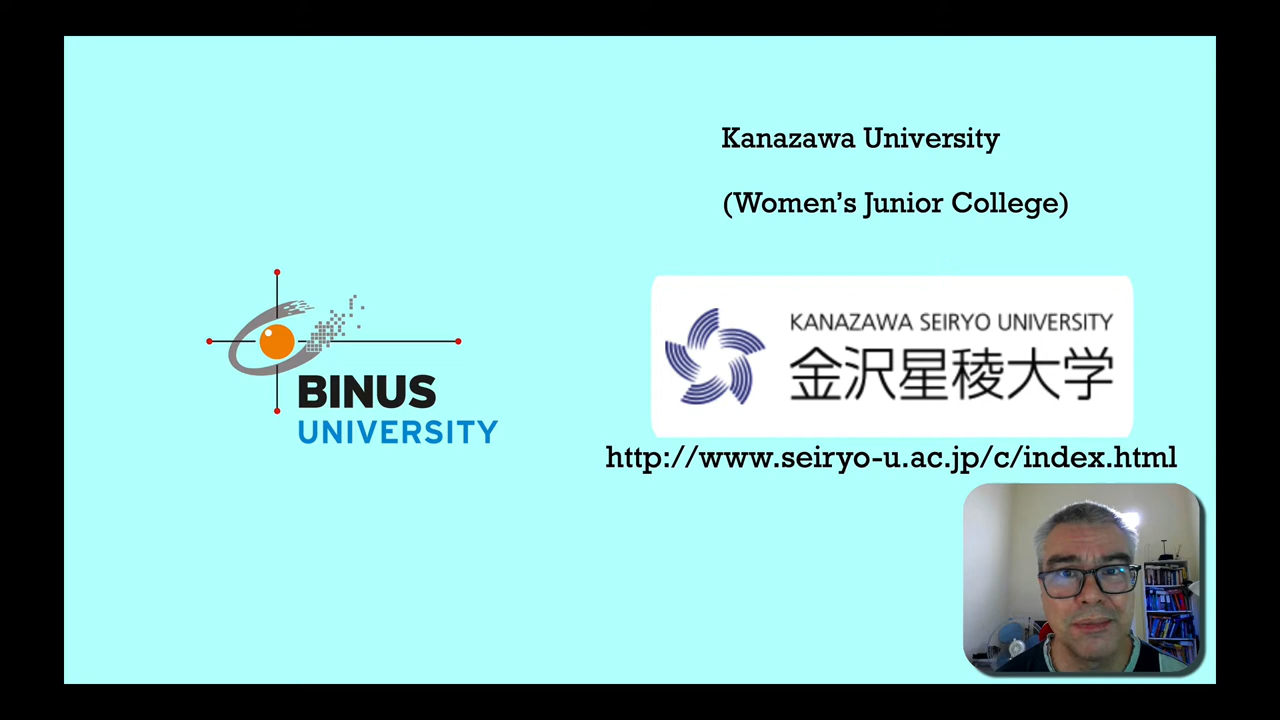 Kanazawa University
(Women's Junior College)
BINUS
UNIVERSITY
KANAZAWA SEIRYO UNIVERSITY
金沢星稜大学
http://www.seiryo-u.ac.jp/c/index.html